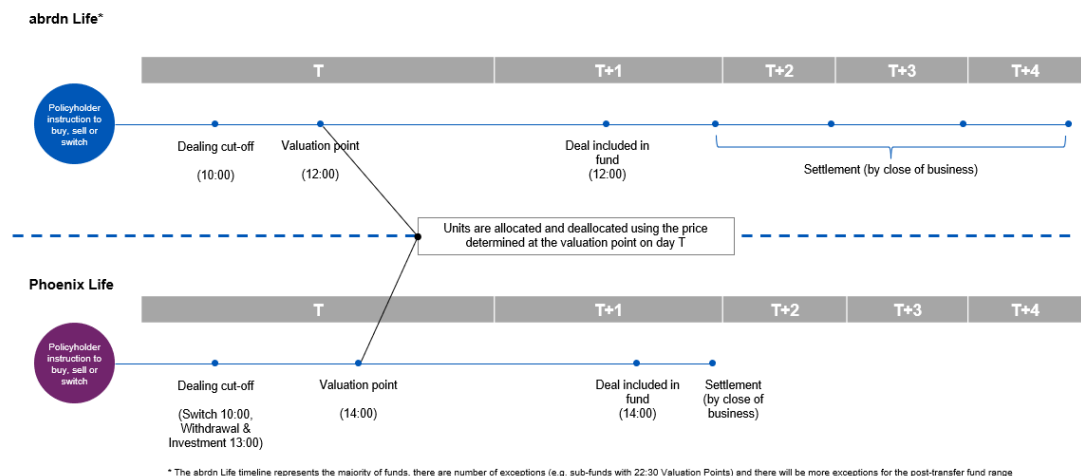 abrdn Life*
T T+1 T+2 T+3 T+4
Policyholder
instruction to
buy, sell or
switch
Dealing cut-off
(10:00)
Valuation point
(12:00)
Deal included in
fund
(12:00)
Settlement (by close of business)
Units are allocated and deallocated using the price
determined at the valuation point on day T
Phoenix Life
T T+1 T+2 T+3 T+4
Policyholder
instruction to
buy, sell or
switch
Dealing cut-off
(Switch 10:00,
Withdrawal &
Investment 13:00)
Valuation point
(14:00)
Deal included in
fund
(14:00)
Settlement
(by close of
business)
* The abrdn Life timeline represents the majority of funds, there are number of exceptions (e.g. sub-funds with 22:30 Valuation Points) and there will be more exceptions for the post-transfer fund range